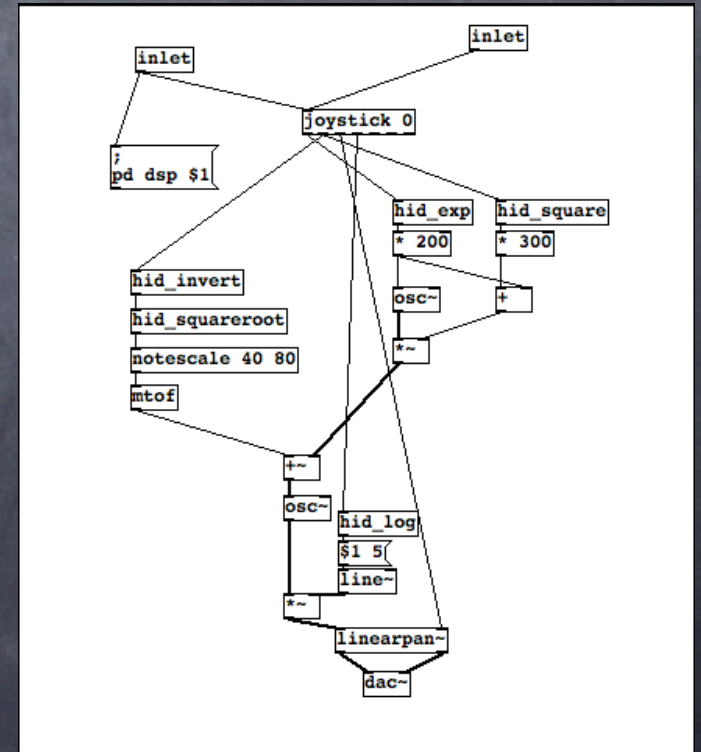 inlet
inlet
joystick 0
;
pd dsp $1
hid_exp
hid_square
* 200
* 300
hid_invert
osc~
+
hid_squareroot
*~
notescale 40 80
mtof
+~
osc~
hid_log
$1 5
line~
*~
linearpan~
dac~